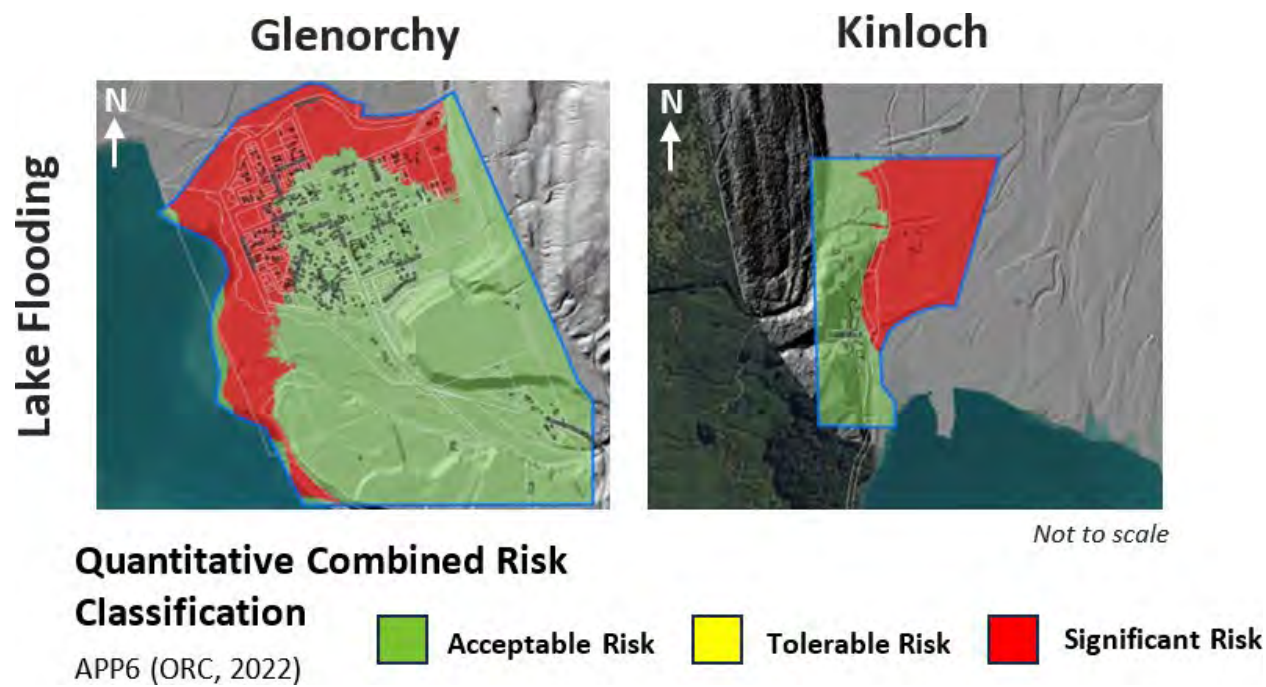 Glenorchy
Kinloch
Lake Flooding
N
N
Not to scale
Quantitative Combined Risk
Classification
APP6 (ORC, 2022)
Acceptable Risk
Tolerable Risk
Significant Risk